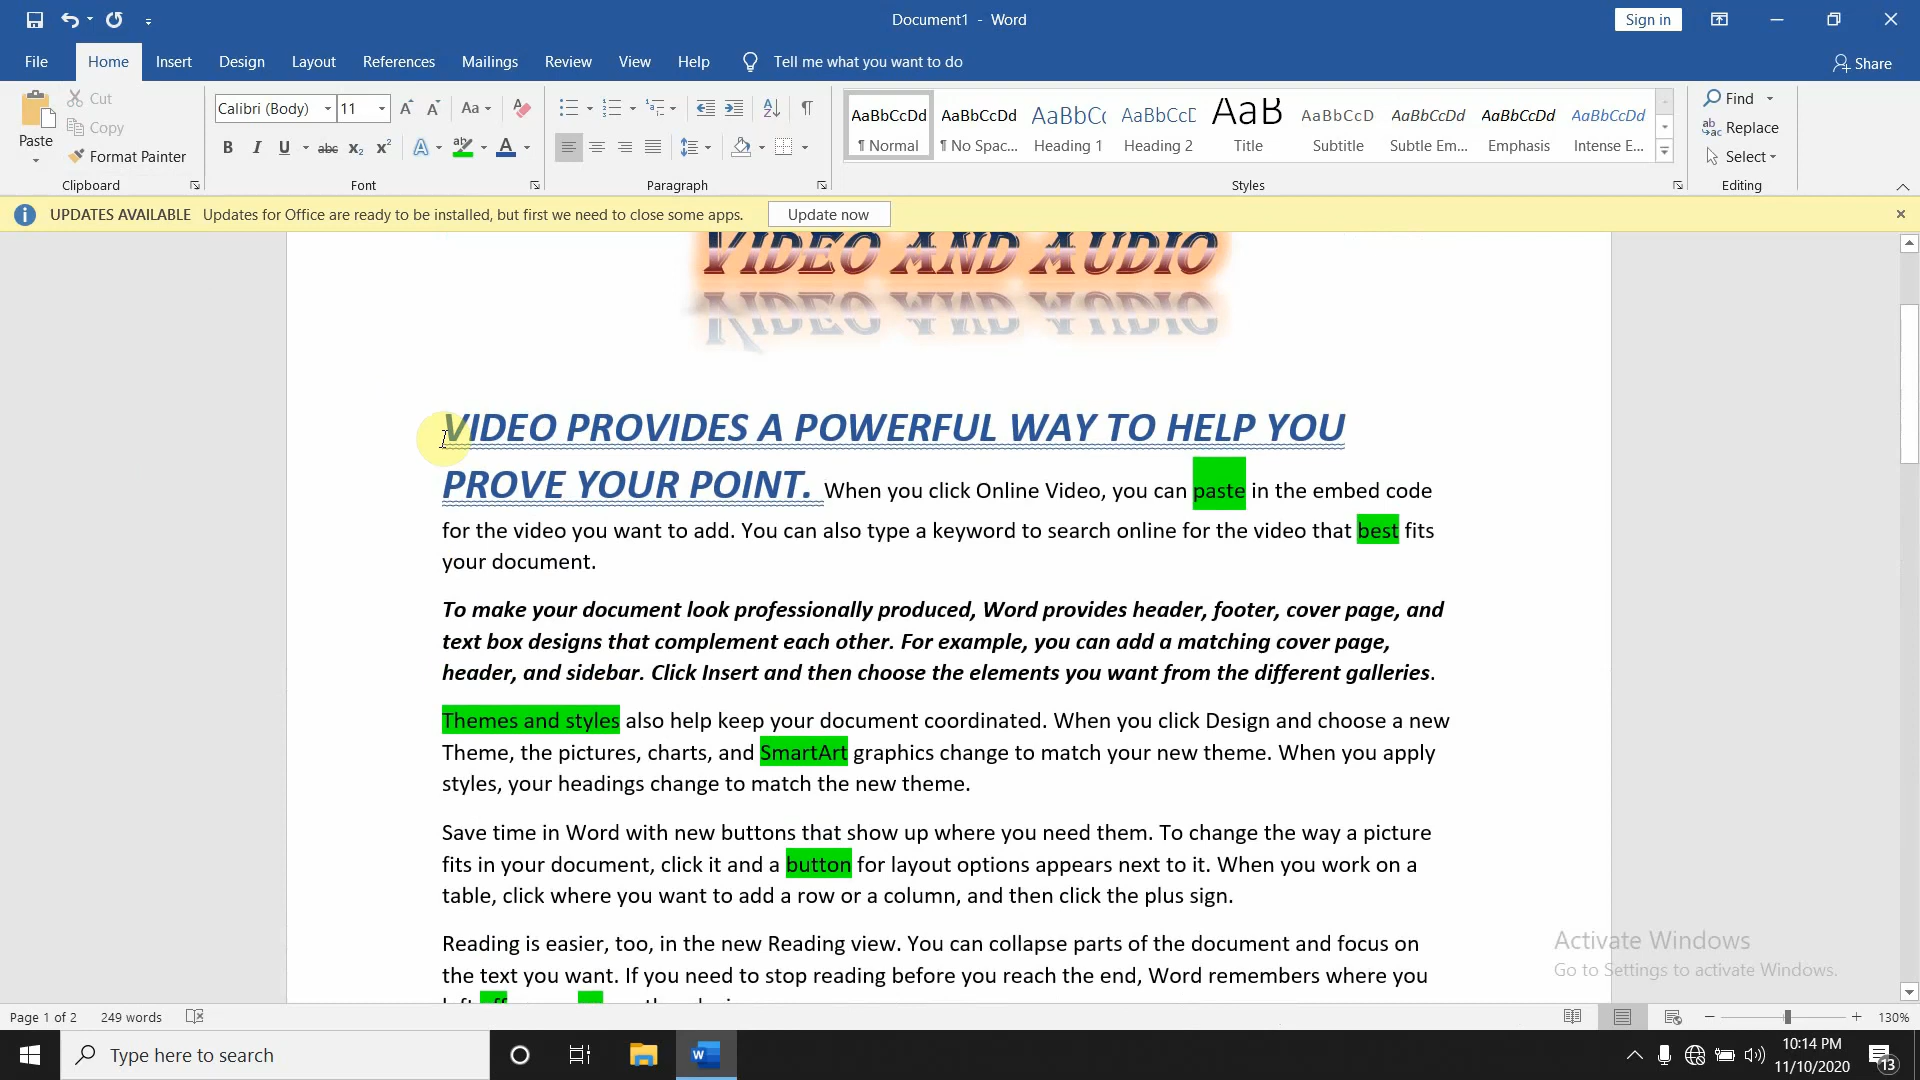 Document1 - Word
Sign in
File Home Insert Design Layout References Mailings Review View Help Tell me what you want to do
Share
Paste
Cut
Copy
Format Painter
Clipboard
Calibri (Body) 11
Font
Paragraph
AaBbCcDd AaBbCcDd AaBbCc AaBbCcD AaB AaBbCcD AaBbCcDd AaBbCcDd AaBbCcDd
¶ Normal ¶ No Spac... Heading 1 Heading 2 Title Subtitle Subtle Em... Emphasis Intense E...
Styles
Find
Replace
Select
Editing
UPDATES AVAILABLE Updates for Office are ready to be installed, but first we need to close some apps. Update now
VIDEO AND AUDIO
VIDEO PROVIDES A POWERFUL WAY TO HELP YOU
PROVE YOUR POINT. When you click Online Video, you can paste in the embed code
for the video you want to add. You can also type a keyword to search online for the video that best fits
your document.
To make your document look professionally produced, Word provides header, footer, cover page, and
text box designs that complement each other. For example, you can add a matching cover page,
header, and sidebar. Click Insert and then choose the elements you want from the different galleries.
Themes and styles also help keep your document coordinated. When you click Design and choose a new
Theme, the pictures, charts, and SmartArt graphics change to match your new theme. When you apply
styles, your headings change to match the new theme.
Save time in Word with new buttons that show up where you need them. To change the way a picture
fits in your document, click it and a button for layout options appears next to it. When you work on a
table, click where you want to add a row or a column, and then click the plus sign.
Reading is easier, too, in the new Reading view. You can collapse parts of the document and focus on
the text you want. If you need to stop reading before you reach the end, Word remembers where you
Activate Windows
Go to Settings to activate Windows.
Page 1 of 2 249 words
130%
Type here to search
10:14 PM
11/10/2020
13